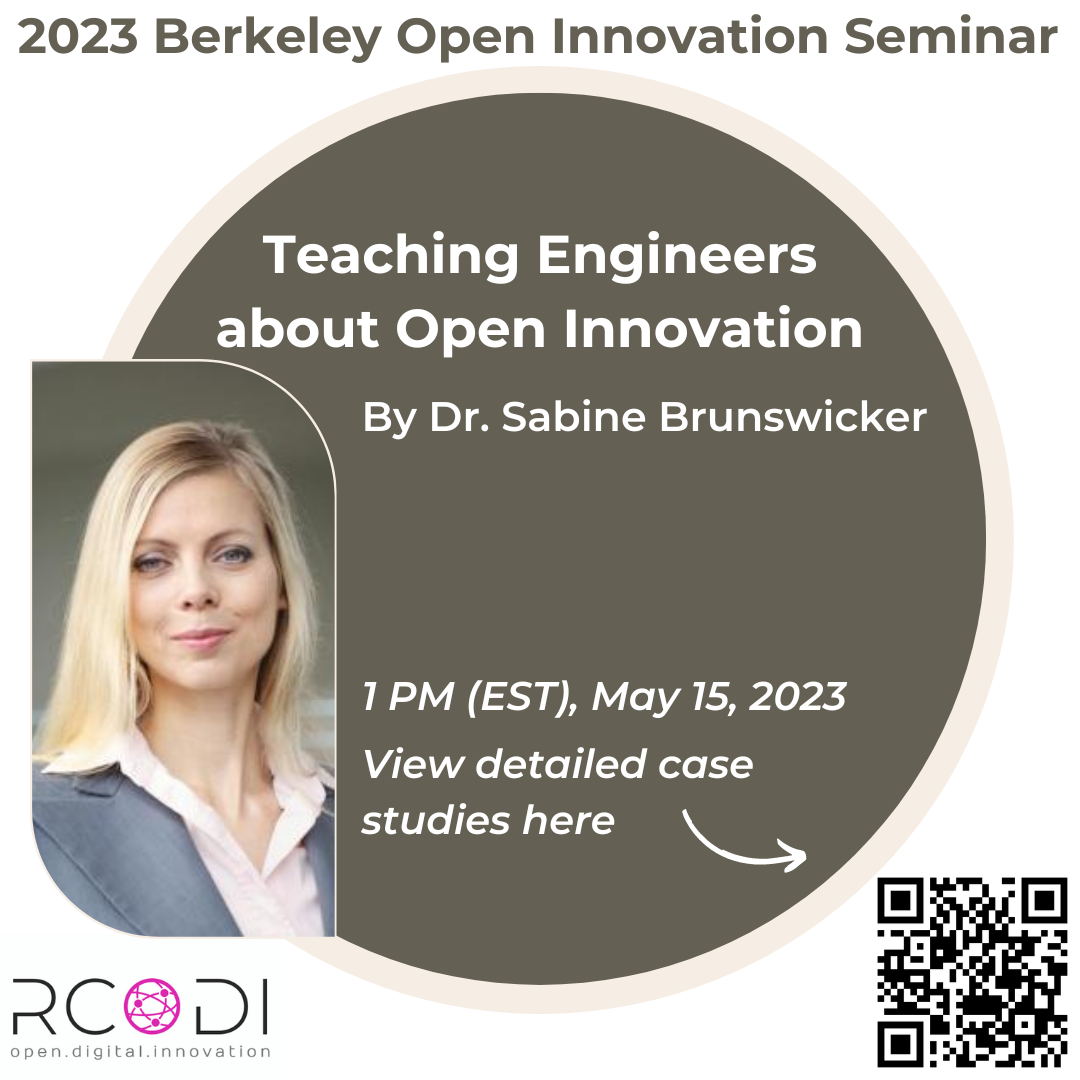 2023 Berkeley Open Innovation Seminar
Teaching Engineers
about Open Innovation
By Dr. Sabine Brunswicker
1 PM (EST), May 15, 2023
View detailed case
studies here
RCODI
open.digital.innovation